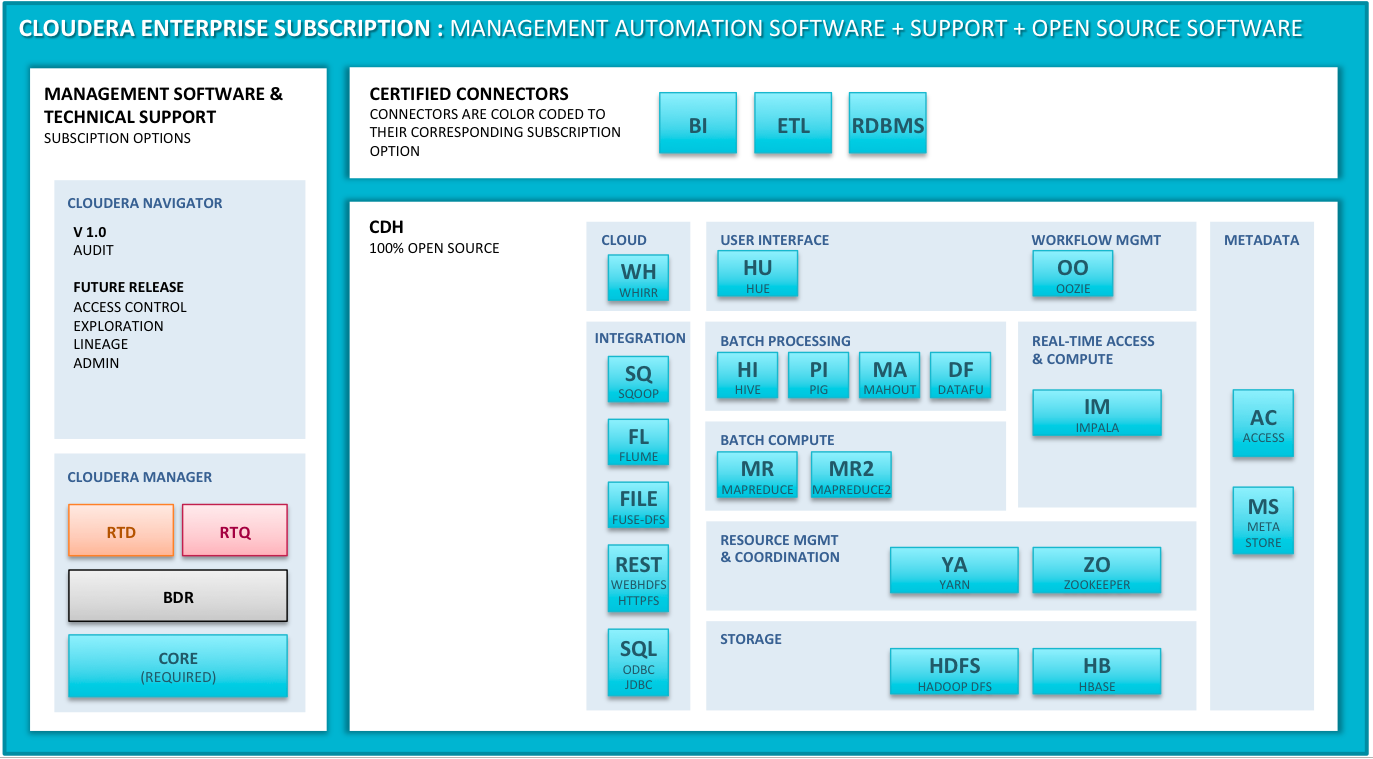 CLOUDERA ENTERPRISE SUBSCRIPTION : MANAGEMENT AUTOMATION SOFTWARE + SUPPORT + OPEN SOURCE SOFTWARE
MANAGEMENT SOFTWARE &
TECHNICAL SUPPORT
SUBSCIPTION OPTIONS
CLOUDERA NAVIGATOR
V 1.0
AUDIT
FUTURE RELEASE
ACCESS CONTROL
EXPLORATION
LINEAGE
ADMIN
CLOUDERA MANAGER
RTD
RTQ
BDR
CORE
(REQUIRED)
CERTIFIED CONNECTORS
CONNECTORS ARE COLOR CODED TO
THEIR CORRESPONDING SUBSCRIPTION
OPTION
BI
ETL
RDBMS
CDH
100% OPEN SOURCE
CLOUD
WH
WHIRR
INTEGRATION
SQ
SQOOP
FL
FLUME
FILE
FUSE-DFS
REST
WEBHDFS
HTTPFS
SQL
ODBC
JDBC
USER INTERFACE
HU
HUE
WORKFLOW MGMT
OO
OOZIE
BATCH PROCESSING
HI
HIVE
PI
PIG
MA
MAHOUT
DF
DATAFU
REAL-TIME ACCESS
& COMPUTE
IM
IMPALA
BATCH COMPUTE
MR
MAPREDUCE
MR2
MAPREDUCE2
RESOURCE MGMT
& COORDINATION
YA
YARN
ZO
ZOOKEEPER
STORAGE
HDFS
HADOOP DFS
HB
HBASE
METADATA
AC
ACCESS
MS
META
STORE